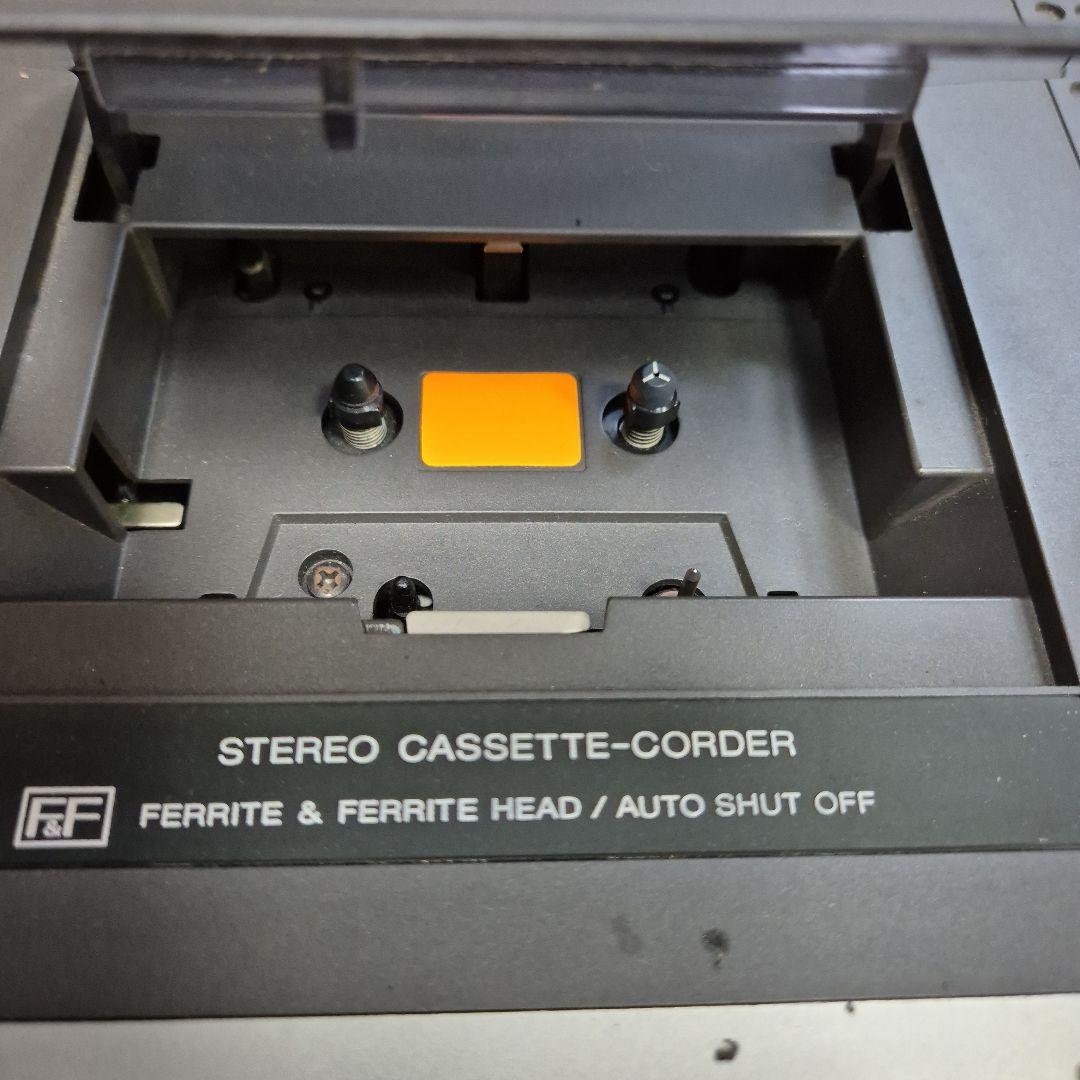 STEREO CASSETTE-CORDER
F&F FERRITE & FERRITE HEAD / AUTO SHUT OFF